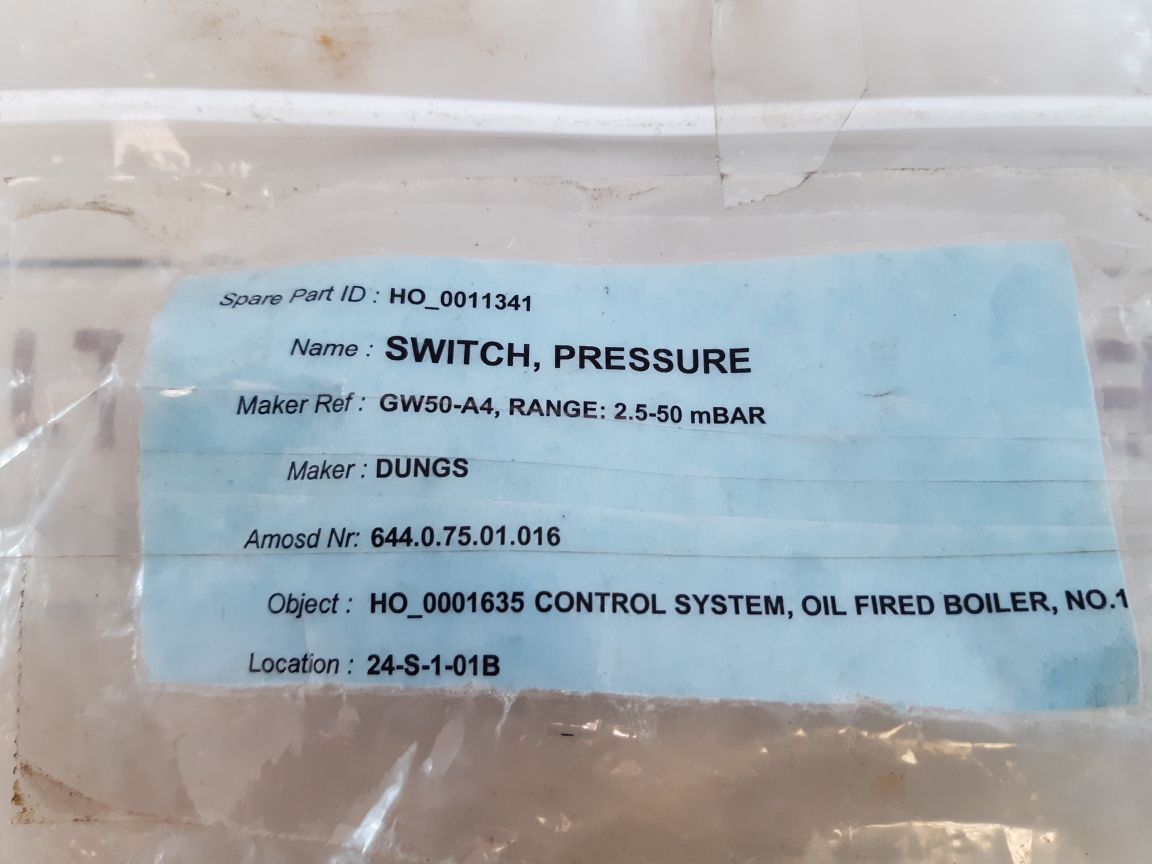 Spare Part ID : HO_0011341
Name : SWITCH, PRESSURE
Maker Ref : GW50-A4, RANGE: 2.5-50 mBAR
Maker : DUNGS
Amosd Nr: 644.0.75.01.016
Object : HO_0001635 CONTROL SYSTEM, OIL FIRED BOILER, NO.1
Location : 24-S-1-01B